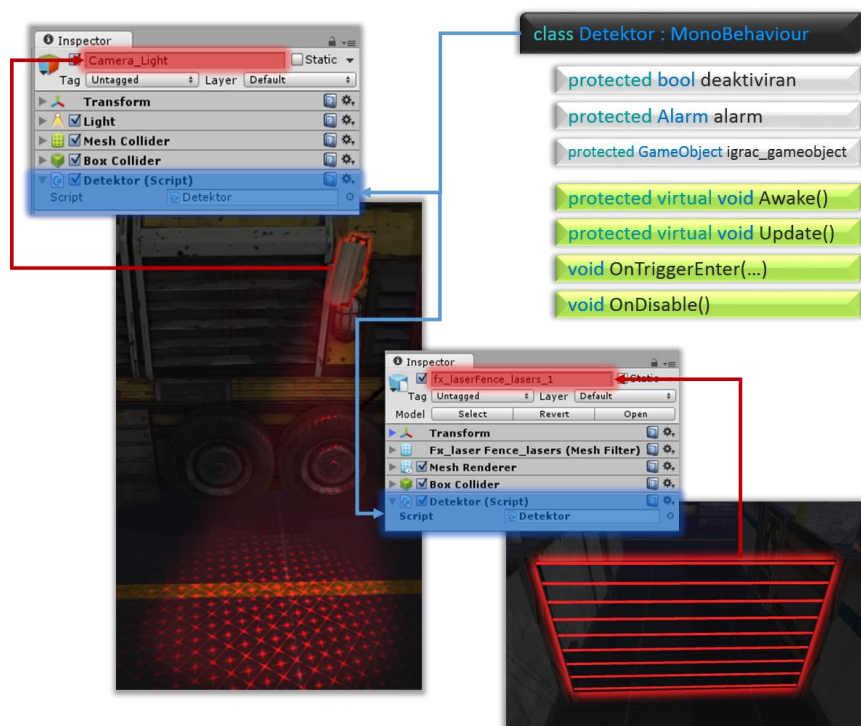 Inspector
Camera_Light
Static
Tag Untagged Layer Default
Transform
Light
Mesh Collider
Box Collider
Detektor (Script)
Script Detektor
class Detektor : MonoBehaviour
protected bool deaktiviran
protected Alarm alarm
protected GameObject igrac_gameobject
protected virtual void Awake()
protected virtual void Update()
void OnTriggerEnter(...)
void OnDisable()
Inspector
fx_laserFence_lasers_1
Static
Tag Untagged Layer Default
Model Select Revert Open
Transform
Fx_laser Fence_lasers (Mesh Filter)
Mesh Renderer
Box Collider
Detektor (Script)
Script Detektor